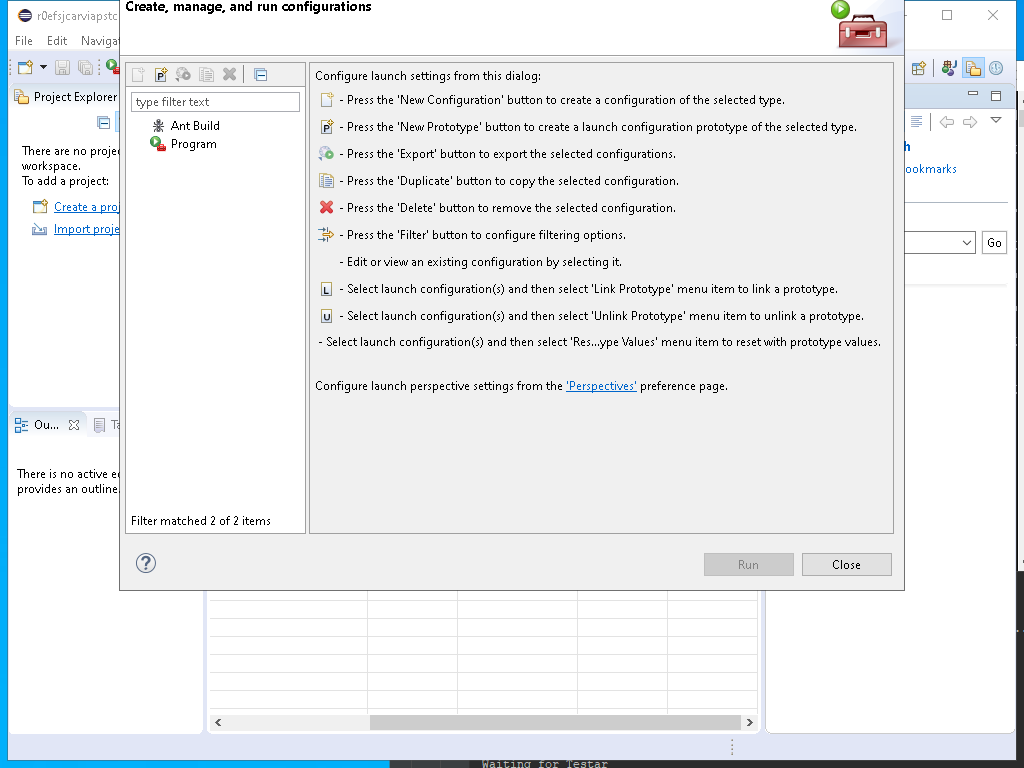 Create, manage, and run configurations
r0efsjcarviapstc
File Edit Navigat
Project Explorer
type filter text
Ant Build
Program
Filter matched 2 of 2 items
There are no proje
workspace.
To add a project:
Create a proj
Import proje
Configure launch settings from this dialog:
- Press the 'New Configuration' button to create a configuration of the selected type.
- Press the 'New Prototype' button to create a launch configuration prototype of the selected type.
- Press the 'Export' button to export the selected configurations.
- Press the 'Duplicate' button to copy the selected configuration.
- Press the 'Delete' button to remove the selected configuration.
- Press the 'Filter' button to configure filtering options.
- Edit or view an existing configuration by selecting it.
L - Select launch configuration(s) and then select 'Link Prototype' menu item to link a prototype.
U - Select launch configuration(s) and then select 'Unlink Prototype' menu item to unlink a prototype.
- Select launch configuration(s) and then select 'Res...ype Values' menu item to reset with prototype values.
Configure launch perspective settings from the 'Perspectives' preference page.
h
ookmarks
Go
Ou...
Ta
There is no active e
provides an outline.
Run
Close
Waiting for Testar